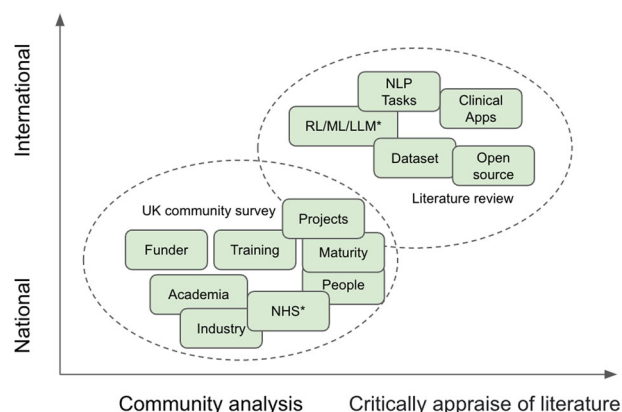 International
National
NLP
Tasks
Clinical
Apps
RL/ML/LLM*
Dataset
Open
source
Literature review
UK community survey
Projects
Funder
Training
Maturity
People
Academia
NHS*
Industry
Community analysis
Critically appraise of literature